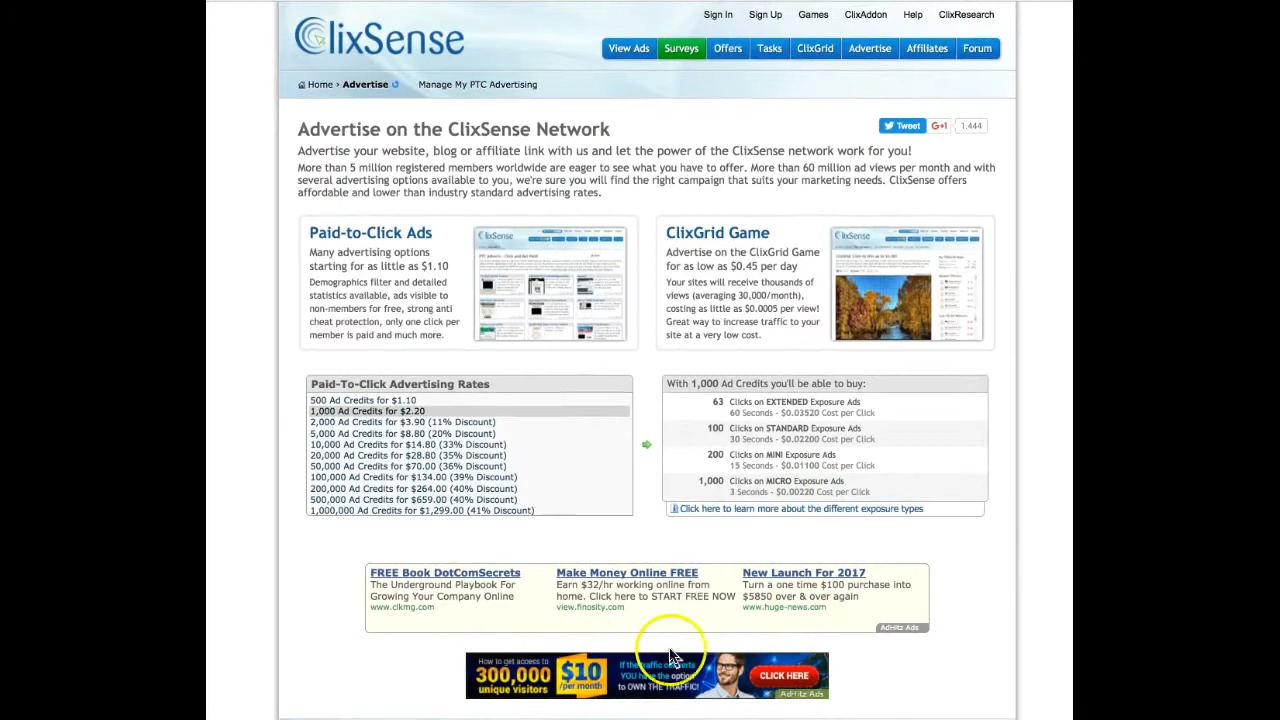 ClixSense
Sign In Sign Up Games ClixAddon Help ClixResearch
View Ads Surveys Offers Tasks ClixGrid Advertise Affiliates Forum
Home › Advertise Manage My PTC Advertising
Advertise on the ClixSense Network
Tweet G+1 1,444
Advertise your website, blog or affiliate link with us and let the power of the ClixSense network work for you!
More than 5 million registered members worldwide are eager to see what you have to offer. More than 60 million ad views per month and with
several advertising options available to you, we're sure you will find the right campaign that suits your marketing needs. ClixSense offers
affordable and lower than industry standard advertising rates.
Paid-to-Click Ads
Many advertising options
starting for as little as $1.10
Demographics filter and detailed
statistics available, ads visible to
non-members for free, strong anti
cheat protection, only one click per
member is paid and much more.
ClixSense
ClixGrid Game
Advertise on the ClixGrid Game
for as low as $0.45 per day
Your sites will receive thousands of
views (averaging 30,000/month),
costing as little as $0.0005 per view!
Great way to increase traffic to your
site at a very low cost.
ClixSense
Paid-To-Click Advertising Rates
500 Ad Credits for $1.10
1,000 Ad Credits for $2.20
2,000 Ad Credits for $3.90 (11% Discount)
5,000 Ad Credits for $8.80 (20% Discount)
10,000 Ad Credits for $14.80 (33% Discount)
20,000 Ad Credits for $28.80 (35% Discount)
50,000 Ad Credits for $70.00 (36% Discount)
100,000 Ad Credits for $134.00 (39% Discount)
200,000 Ad Credits for $264.00 (40% Discount)
500,000 Ad Credits for $659.00 (40% Discount)
1,000,000 Ad Credits for $1,299.00 (41% Discount)
With 1,000 Ad Credits you'll be able to buy:
63 Clicks on EXTENDED Exposure Ads
60 Seconds - $0.03520 Cost per Click
100 Clicks on STANDARD Exposure Ads
30 Seconds - $0.02200 Cost per Click
200 Clicks on MINI Exposure Ads
15 Seconds - $0.01100 Cost per Click
1,000 Clicks on MICRO Exposure Ads
3 Seconds - $0.00220 Cost per Click
Click here to learn more about the different exposure types
FREE Book DotComSecrets
The Underground Playbook For
Growing Your Company Online
www.clkmg.com
Make Money Online FREE
Earn $32/hr working online from
home. Click here to START FREE NOW
view.finosity.com
New Launch For 2017
Turn a one time $100 purchase into
$5850 over & over again
www.huge-news.com
AdHitz Ads
How to get access to
300,000
unique visitors
$10
/per month
If the traffic converts
YOU have the option
to OWN THE TRAFFIC!
CLICK HERE
AdHitz Ads